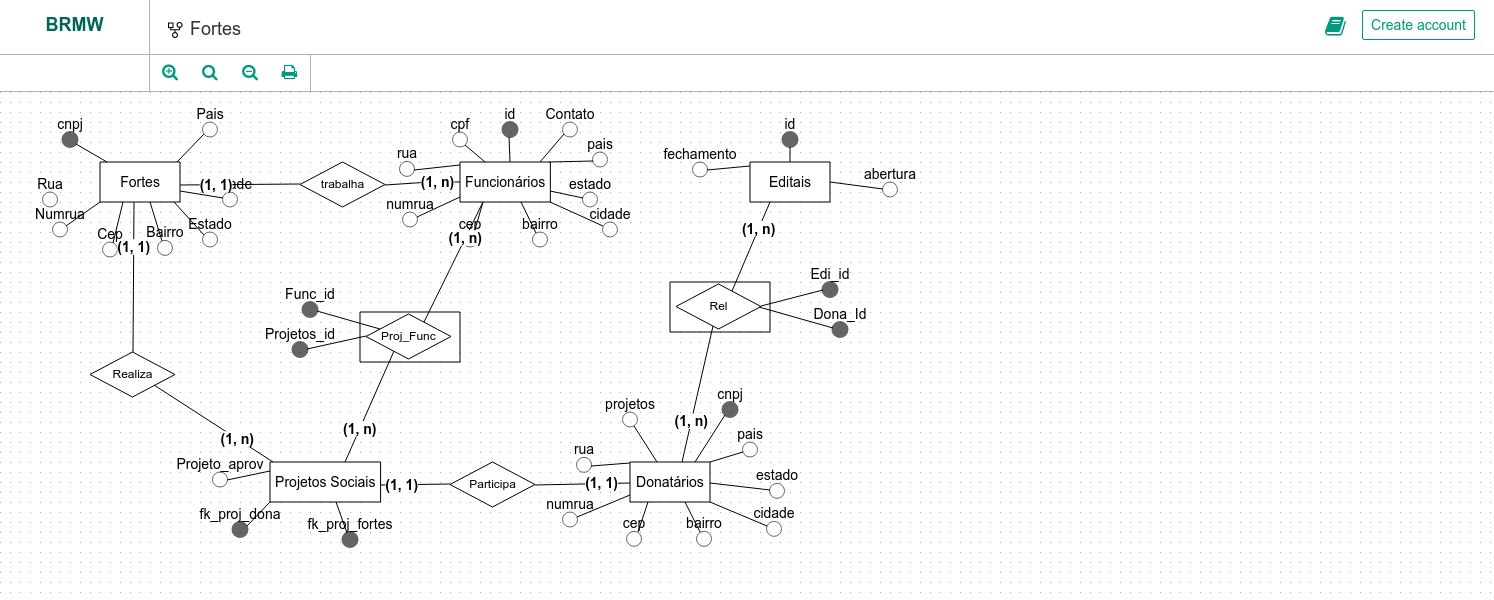 BRMW
Fortes
Create account
cnpj
Pais
Fortes
Rua
Numrua
Cep
Bairro
Estado
(1, 1)
(1, 1)
trabalha
(1, n)
cpf
id
Contato
rua
pais
Funcionários
estado
numrua
cep
bairro
cidade
(1, n)
id
fechamento
Editais
abertura
(1, n)
Rel
Edi_id
Dona_Id
Func_id
Projetos_id
Proj_Func
Realiza
(1, n)
(1, n)
(1, n)
Projeto_aprov
Projetos Sociais
fk_proj_dona
fk_proj_fortes
(1, 1)
Participa
(1, 1)
projetos
cnpj
rua
pais
Donatários
estado
numrua
cep
bairro
cidade